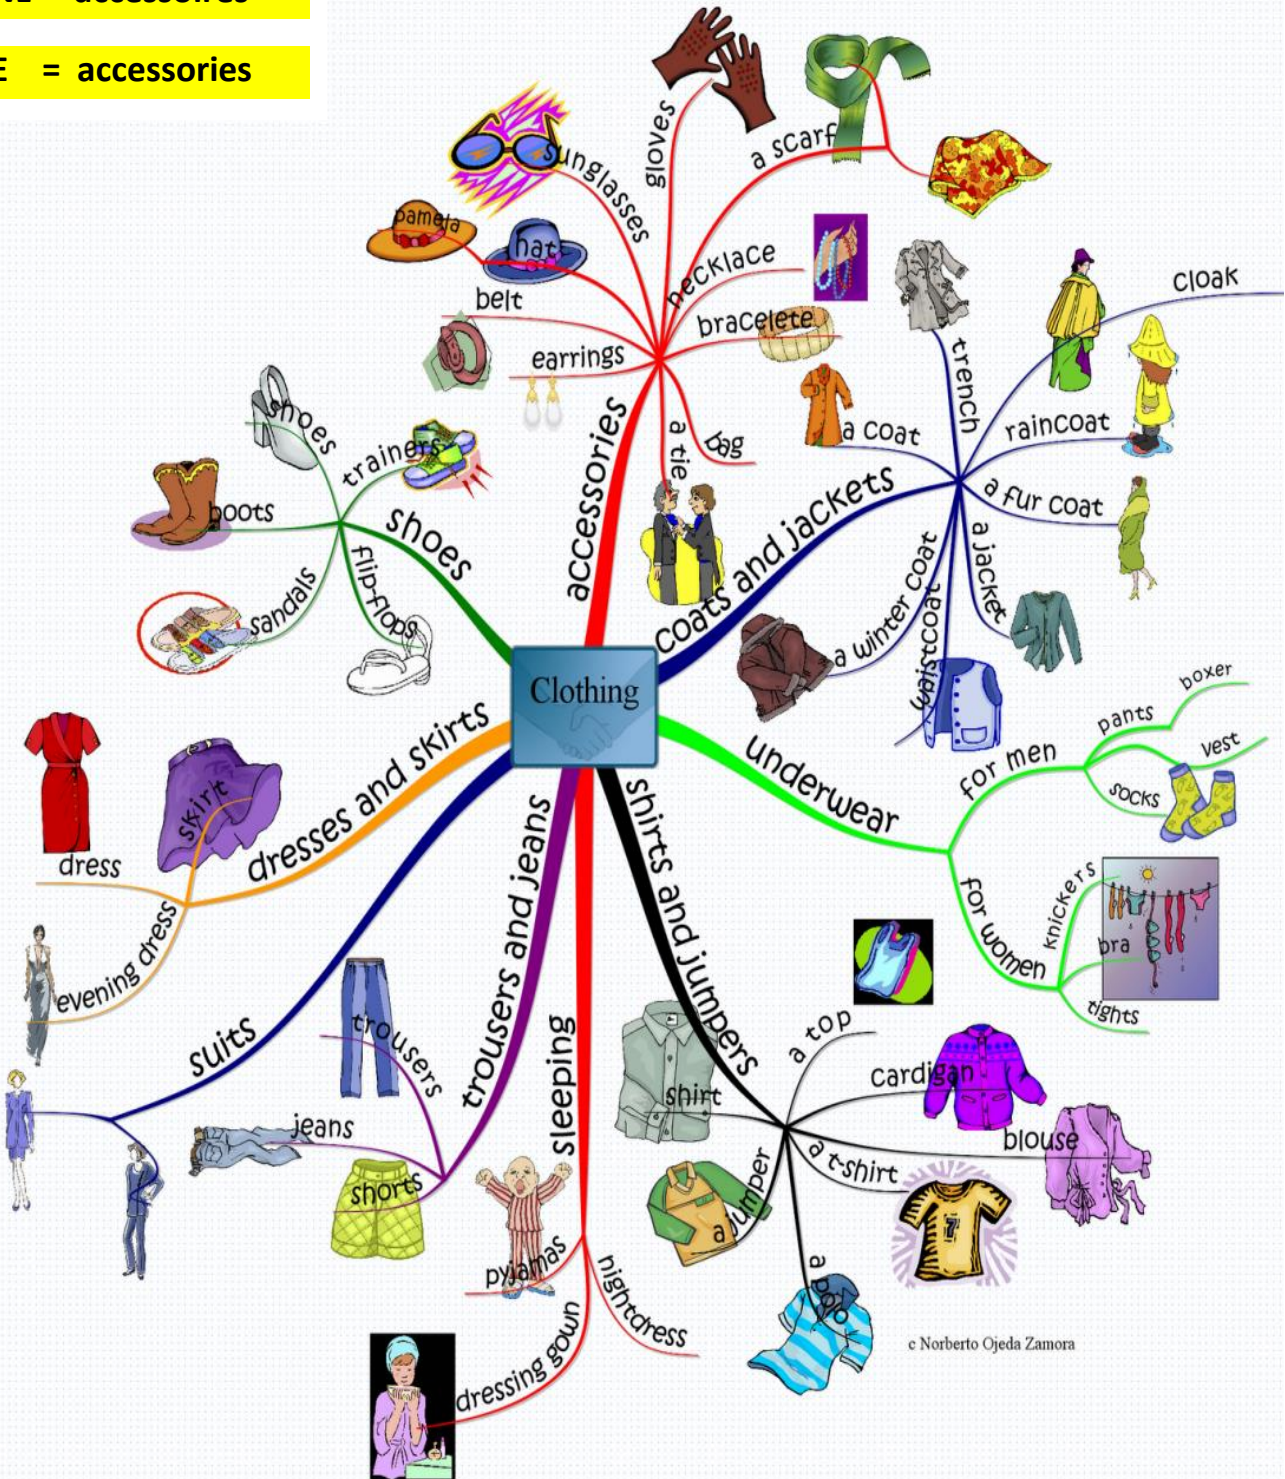 NL = accessoires
E = accessories
gloves
a scarf
sunglasses
pamela
hat
belt
earrings
necklace
bracelete
a tie
bag
accessories
shoes
trainers
boots
sandals
flip-flops
shoes
trench
cloak
a coat
raincoat
a fur coat
a jacket
waistcoat
a winter coat
coats and jackets
Clothing
underwear
for men
pants
boxer
vest
socks
for women
knickers
bra
tights
dresses and skirts
skirt
dress
evening dress
suits
trousers and jeans
trousers
jeans
shorts
sleeping
pyjamas
nightdress
dressing gown
shirts and jumpers
a top
cardigan
shirt
blouse
a t-shirt
a jumper
a polo
c Norberto Ojeda Zamora